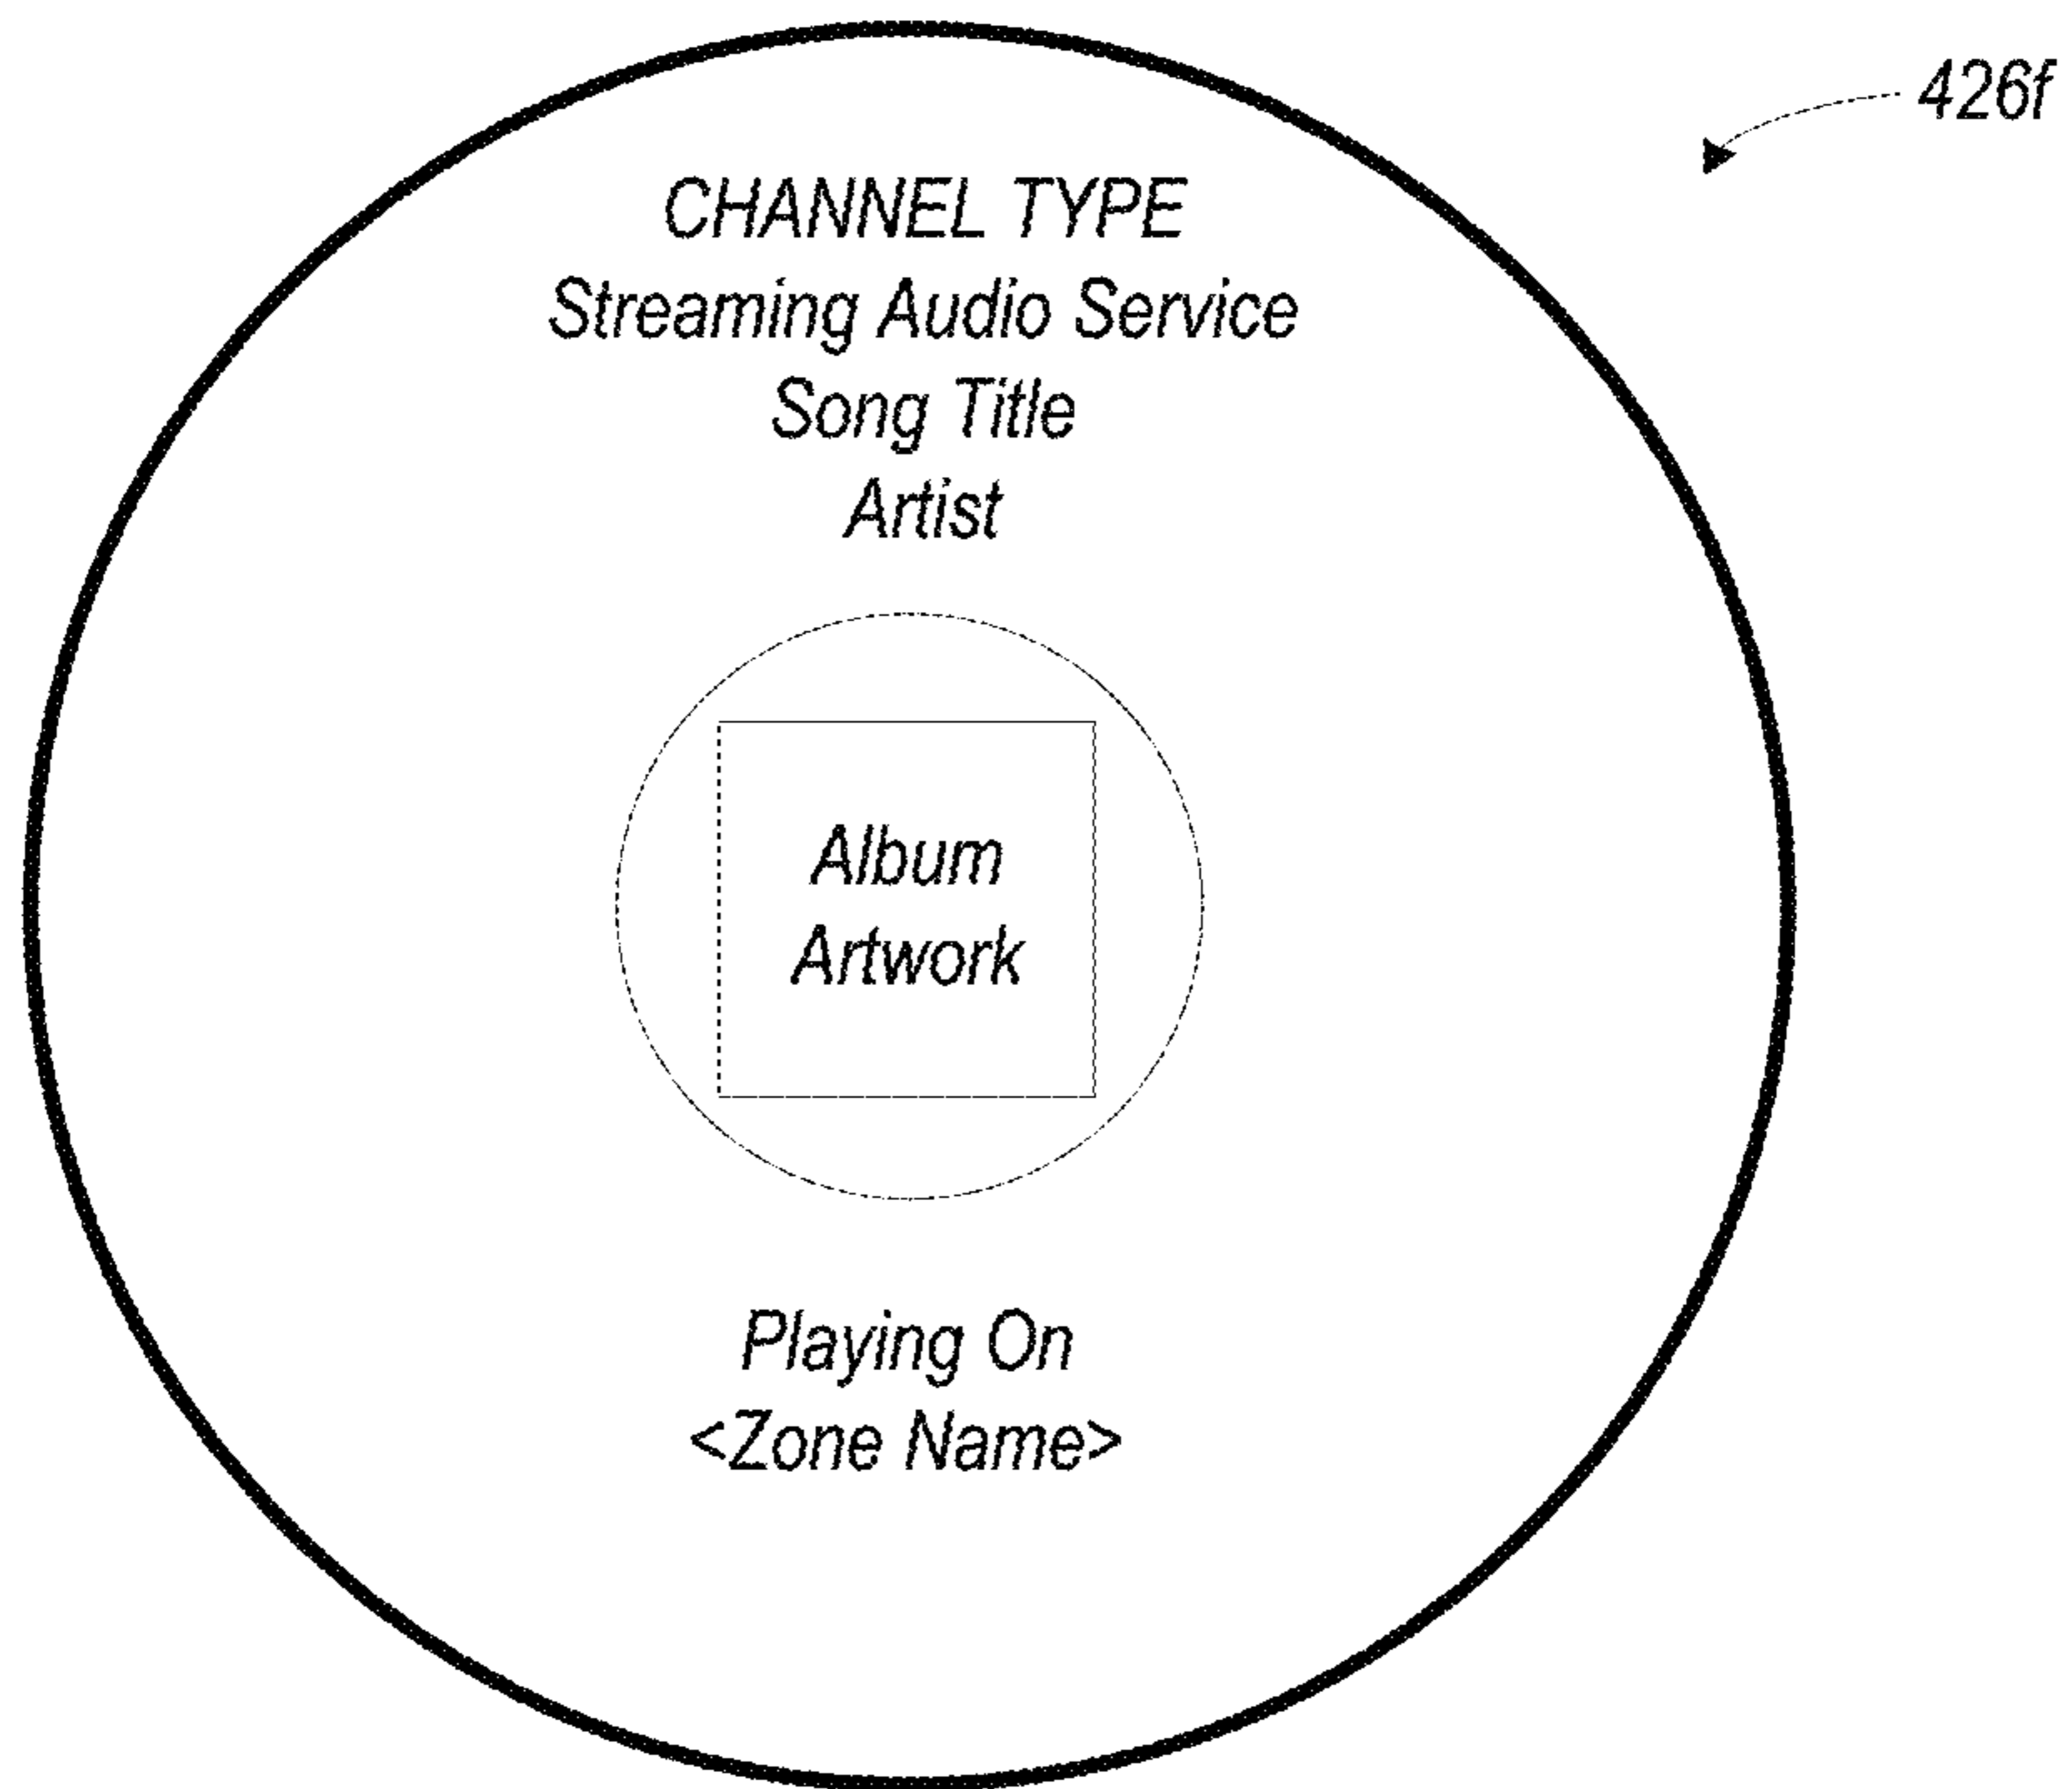 426f
CHANNEL TYPE
Streaming Audio Service
Song Title
Artist
Album
Artwork
Playing On
<Zone Name>